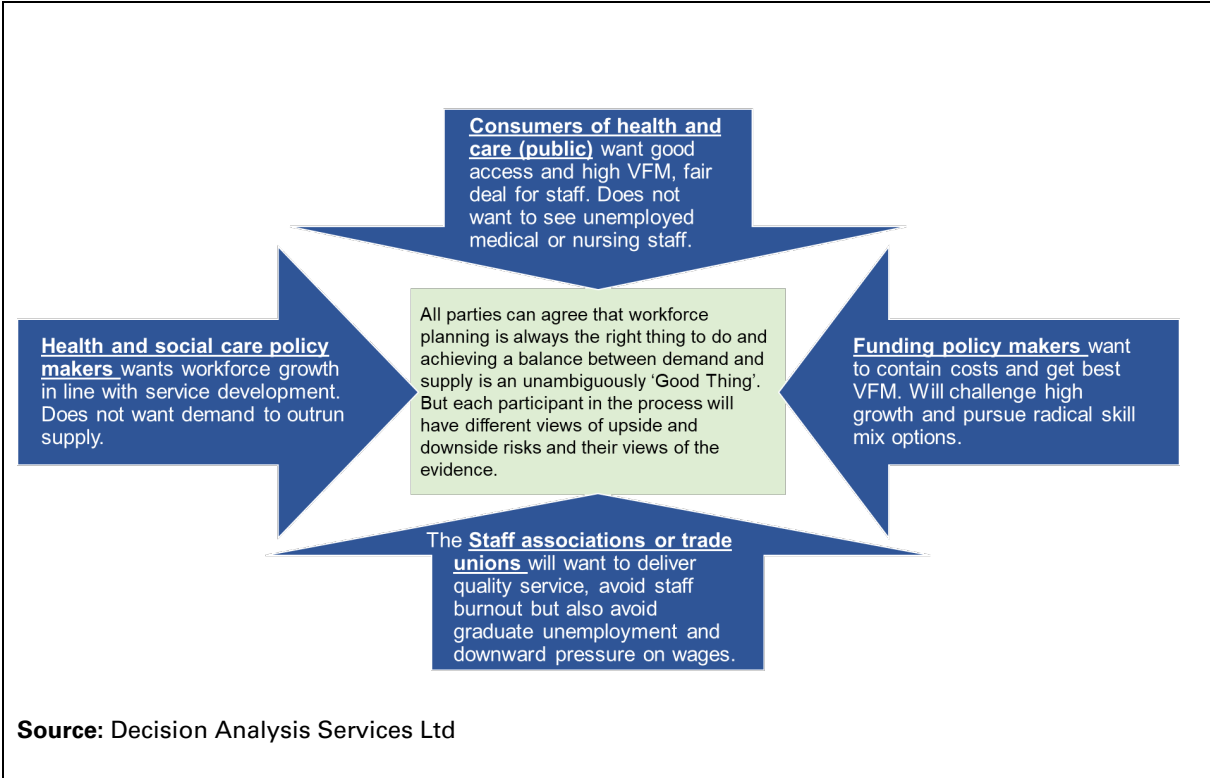 Consumers of health and
care (public) want good
access and high VFM, fair
deal for staff. Does not
want to see unemployed
medical or nursing staff.
Health and social care policy
makers wants workforce growth
in line with service development.
Does not want demand to outrun
supply.
All parties can agree that workforce
planning is always the right thing to do and
achieving a balance between demand and
supply is an unambiguously ‘Good Thing’.
But each participant in the process will
have different views of upside and
downside risks and their views of the
evidence.
Funding policy makers want
to contain costs and get best
VFM. Will challenge high
growth and pursue radical skill
mix options.
The Staff associations or trade
unions will want to deliver
quality service, avoid staff
burnout but also avoid
graduate unemployment and
downward pressure on wages.
Source: Decision Analysis Services Ltd